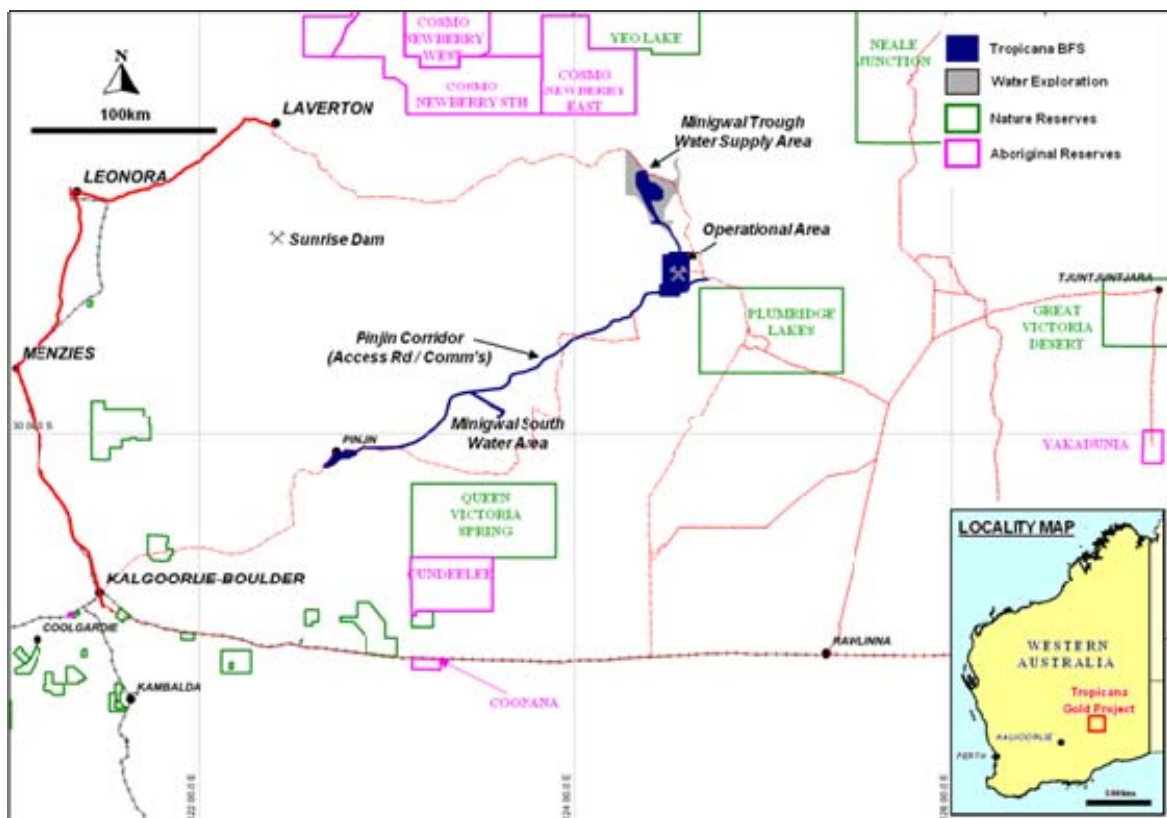 COSMO
NEWBERRY
WEST
YEO LAKE
NEALE
JUNCTION
Tropicana BFS
Water Exploration
Nature Reserves
Aboriginal Reserves
N
100km
LAVERTON
COSMO
NEWBERRY STH
COSMO
NEWBERRY
EAST
Minigwal Trough
Water Supply Area
LEONORA
Sunrise Dam
Operational Area
TJUNTJUNTJARA
PLUMRIDGE
LAKES
GREAT
VICTORIA
DESERT
Pinjin Corridor
(Access Rd / Comm's)
MENZIES
Minigwal South
Water Area
PINJIN
YAKADUNIA
QUEEN
VICTORIA
SPRING
CUNDEELEE
KALGOORLIE-BOULDER
COOLGARDIE
KAMBALDA
COONANA
RAWLINNA
LOCALITY MAP
WESTERN
AUSTRALIA
Tropicana
Gold Project
KALGOORLIE
PERTH